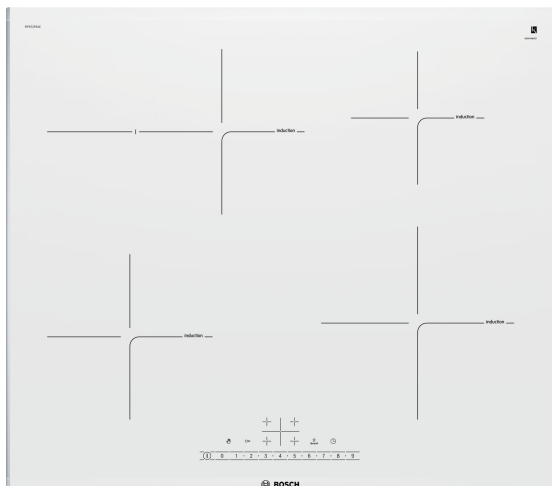 induction
induction
induction
induction
0 1 · 2 · 3 · 4 · 5 · 6 · 7 · 8 · 9
BOSCH